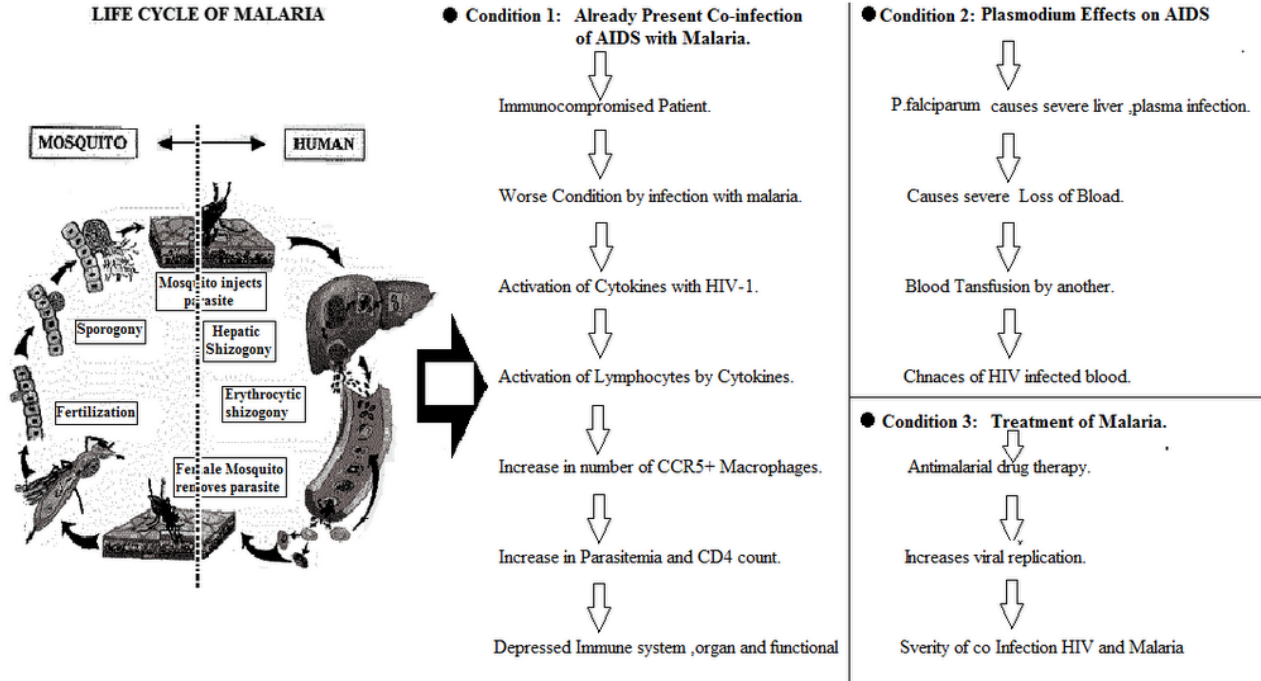 LIFE CYCLE OF MALARIA
MOSQUITO
HUMAN
Mosquito injects
parasite
Sporogony
Hepatic
Shizogony
Fertilization
Erythrocytic
shizogony
Female Mosquito
removes parasite
Condition 1: Already Present Co-infection
of AIDS with Malaria.
Immunocompromised Patient.
Worse Condition by infection with malaria.
Activation of Cytokines with HIV-1.
Activation of Lymphocytes by Cytokines.
Increase in number of CCR5+ Macrophages.
Increase in Parasitemia and CD4 count.
Depressed Immune system ,organ and functional
Condition 2: Plasmodium Effects on AIDS
P.falciparum causes severe liver ,plasma infection.
Causes severe Loss of Bload.
Blood Tansfusion by another.
Chnaces of HIV infected blood.
Condition 3: Treatment of Malaria.
Antimalarial drug therapy.
Increases viral replication.
Sverity of co Infection HIV and Malaria